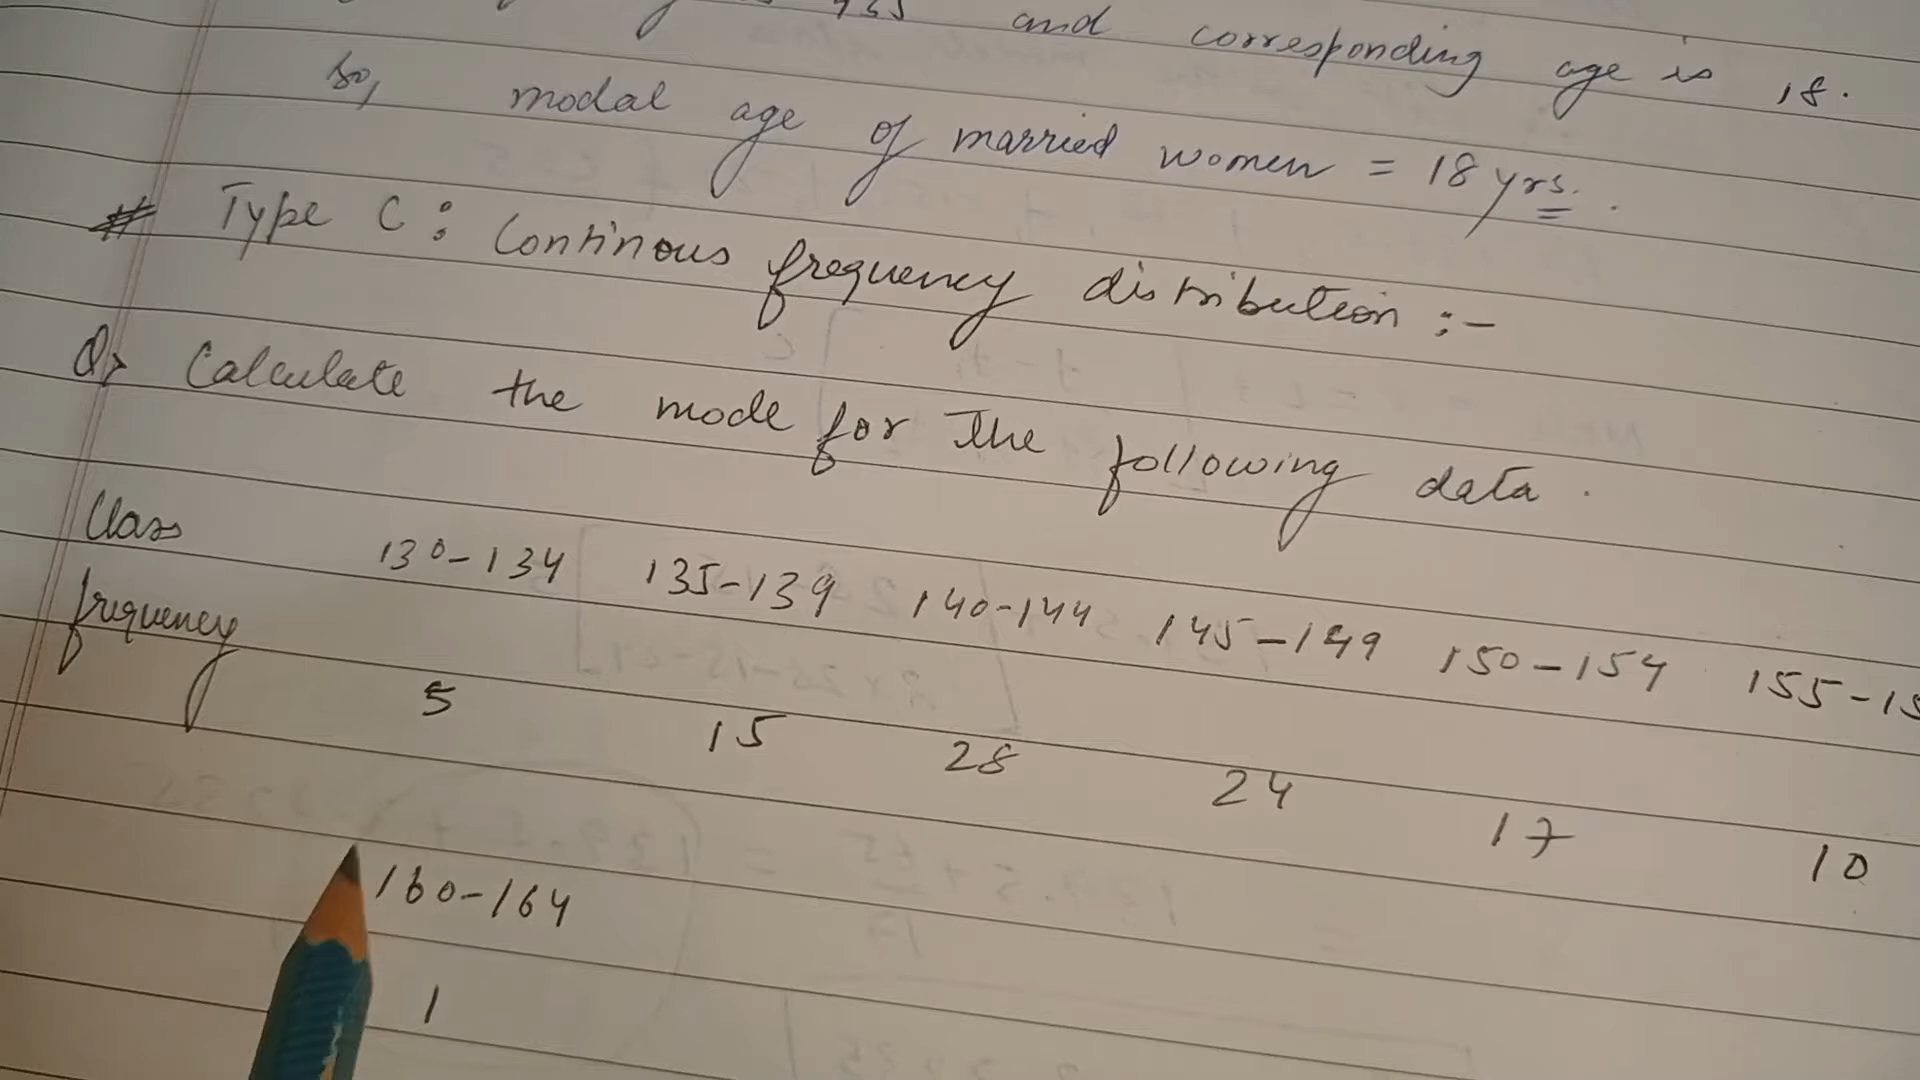 and corresponding age is 18.
so, modal age of married women = 18 yrs.
# Type C : Continous frequency distribution :-
Q> Calculate the mode for the following data.
Class 130-134 135-139 140-144 145-149 150-154 155-15
frequency 5 15 28 24 17 10
160-164
1